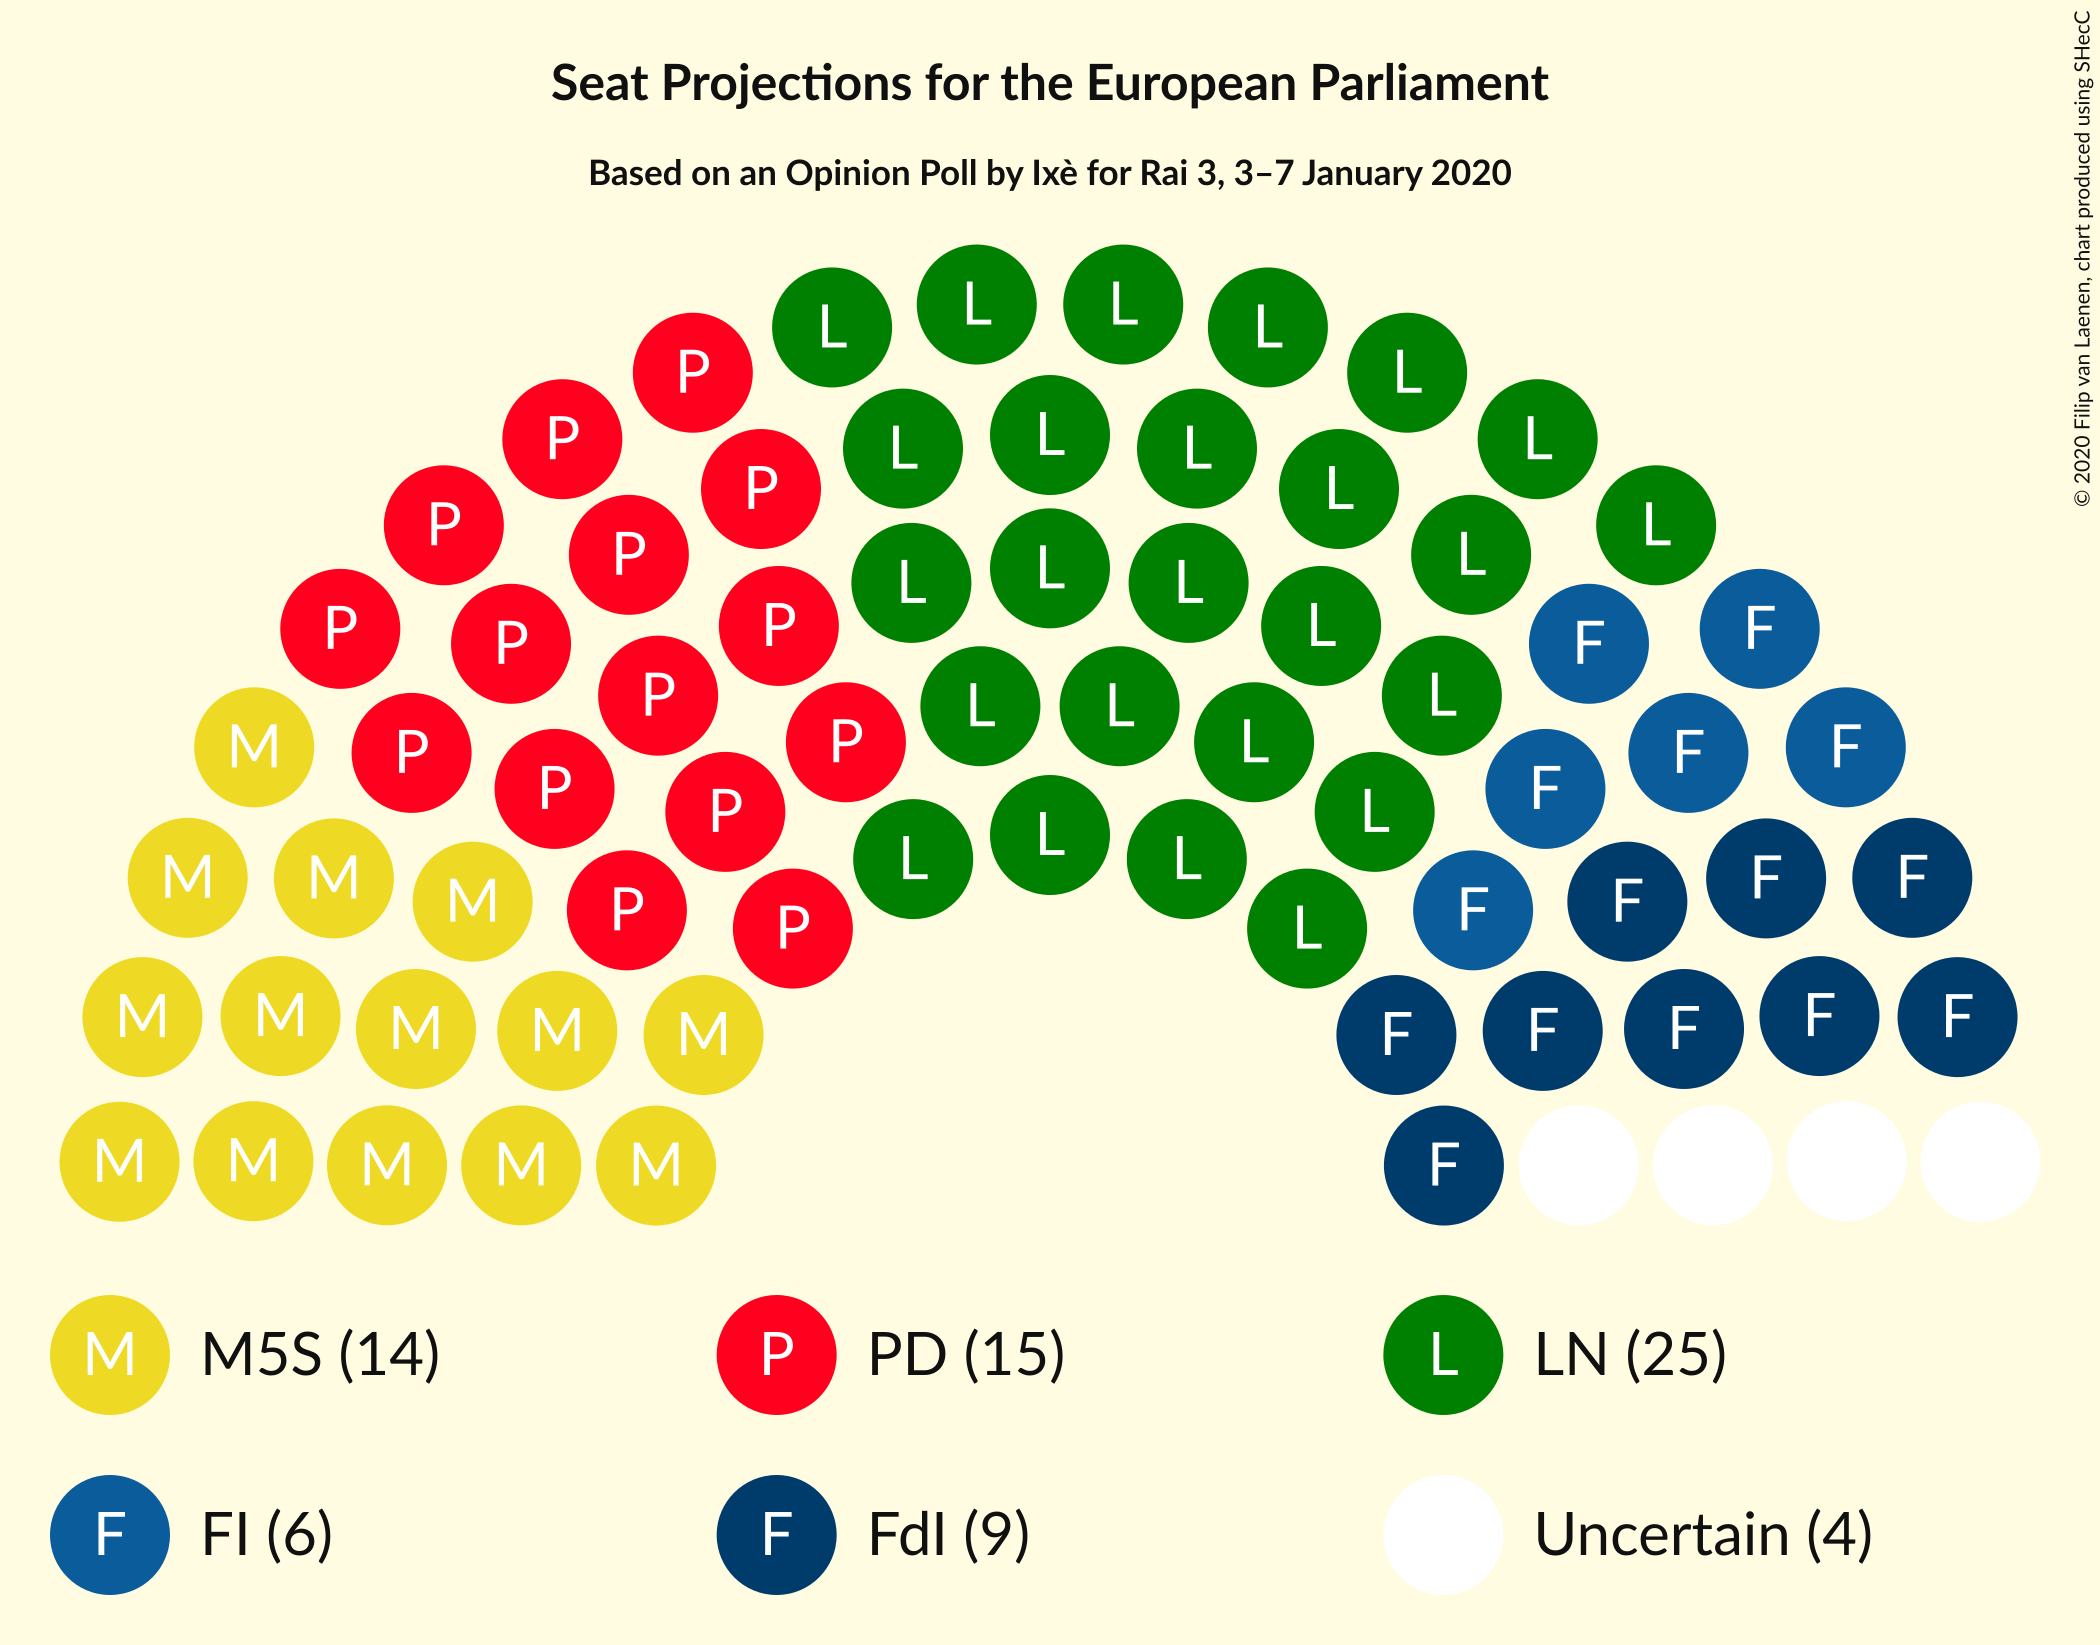 Seat Projections for the European Parliament
Based on an Opinion Poll by Ixè for Rai 3, 3–7 January 2020
© 2020 Filip van Laenen, chart produced using SHecC
L L L L
P L
P L
L L L
P L
P L
P L
L L L
P L
P F
P F
P L
P L
L L
P L
M P F F
P F
P L
L L L
M M F F
M F
P F
P L
M M F F
M F
M F
M F
M M F
M M M
M M5S (14)
P PD (15)
L LN (25)
F FI (6)
F FdI (9)
Uncertain (4)